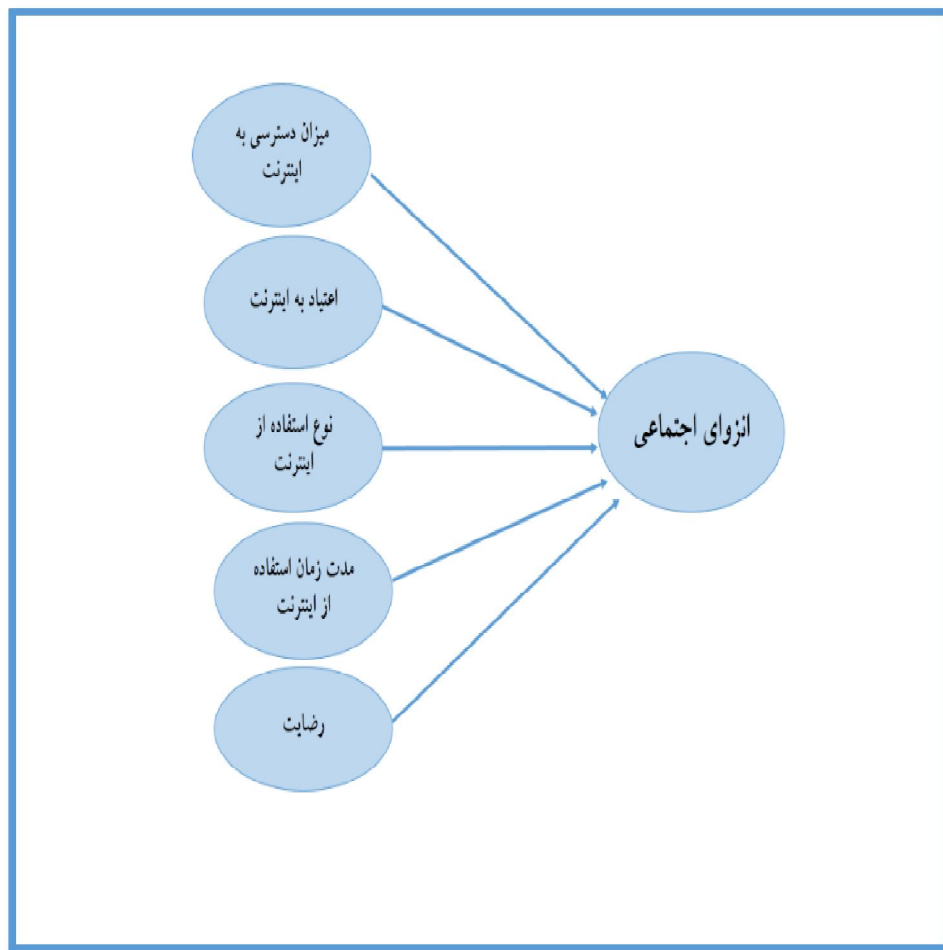 میزان دسترسی به
اینترنت
اعتیاد به اینترنت
نوع استفاده از
اینترنت
مدت زمان استفاده
از اینترنت
رضایت
انزوای اجتماعی